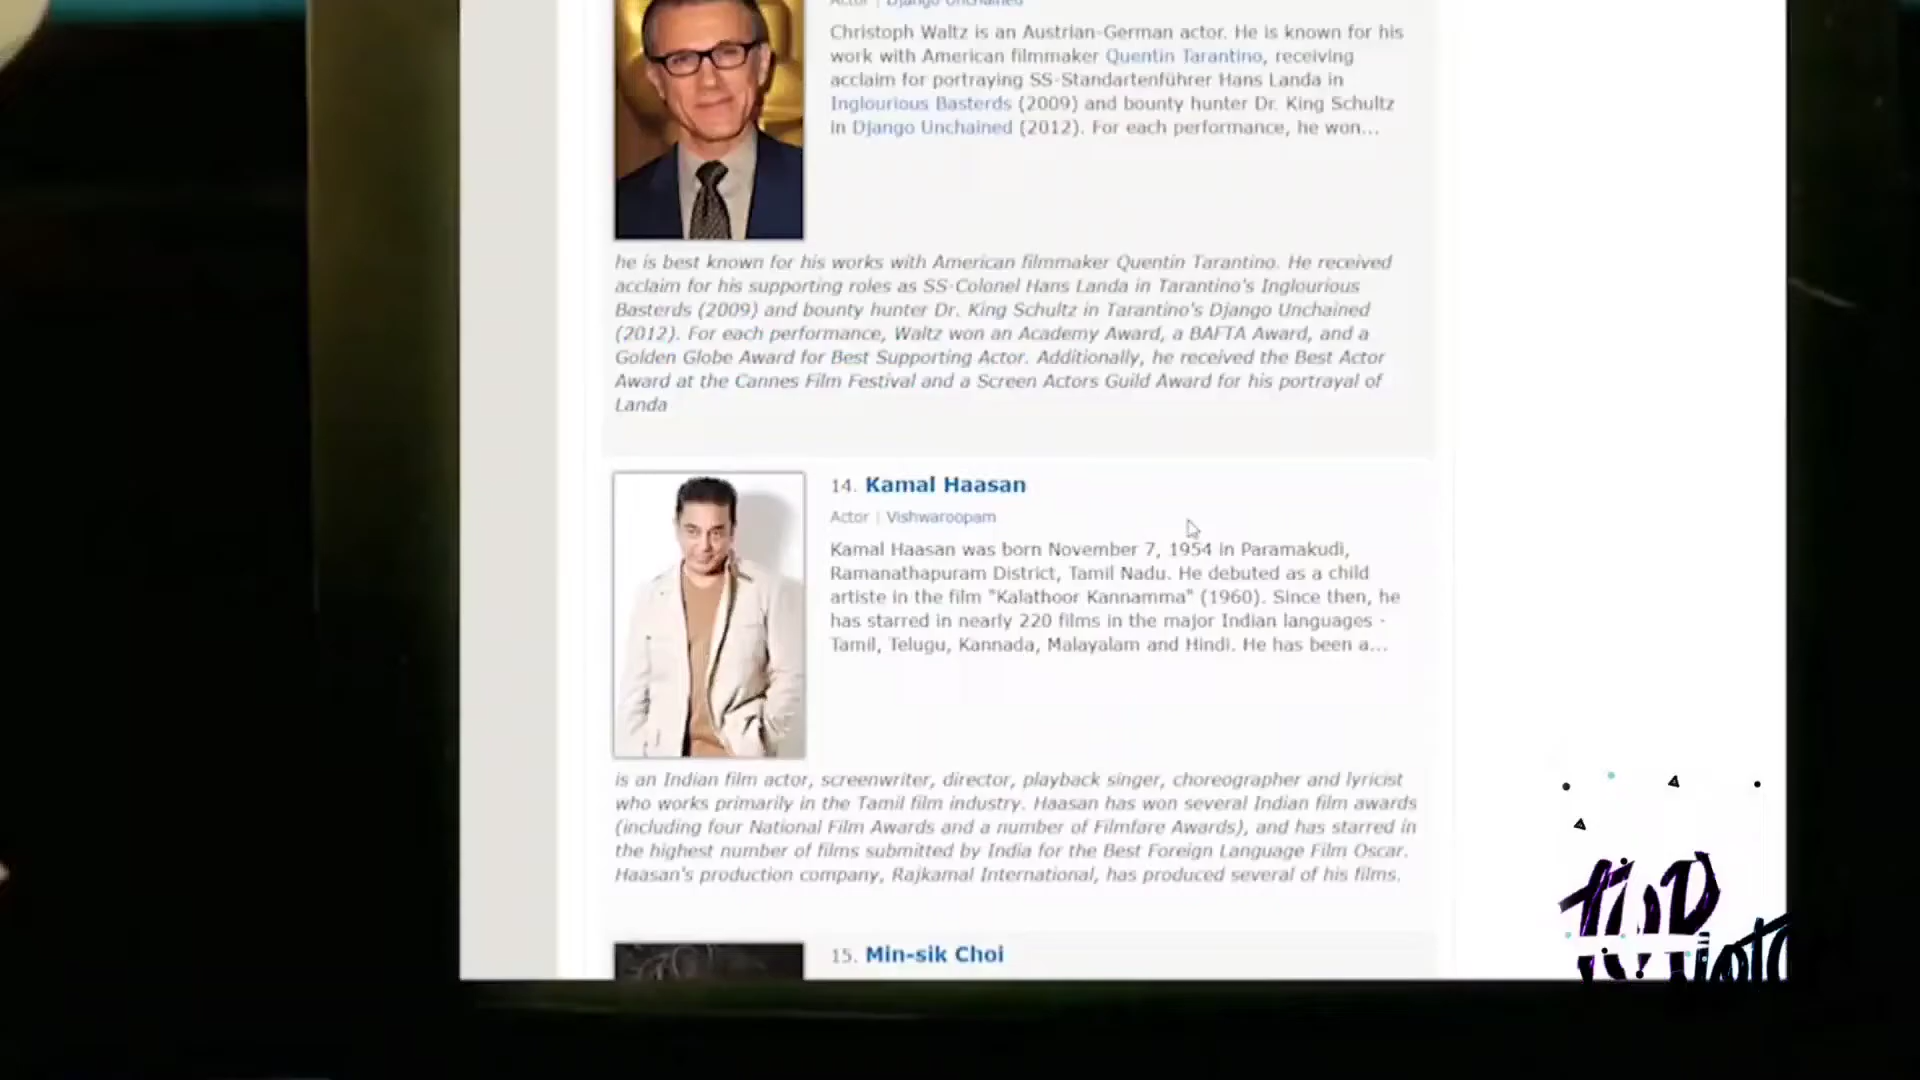 Actor | Django Unchained
Christoph Waltz is an Austrian-German actor. He is known for his
work with American filmmaker Quentin Tarantino, receiving
acclaim for portraying SS-Standartenführer Hans Landa in
Inglourious Basterds (2009) and bounty hunter Dr. King Schultz
in Django Unchained (2012). For each performance, he won...
he is best known for his works with American filmmaker Quentin Tarantino. He received
acclaim for his supporting roles as SS-Colonel Hans Landa in Tarantino's Inglourious
Basterds (2009) and bounty hunter Dr. King Schultz in Tarantino's Django Unchained
(2012). For each performance, Waltz won an Academy Award, a BAFTA Award, and a
Golden Globe Award for Best Supporting Actor. Additionally, he received the Best Actor
Award at the Cannes Film Festival and a Screen Actors Guild Award for his portrayal of
Landa
14. Kamal Haasan
Actor | Vishwaroopam
Kamal Haasan was born November 7, 1954 in Paramakudi,
Ramanathapuram District, Tamil Nadu. He debuted as a child
artiste in the film "Kalathoor Kannamma" (1960). Since then, he
has starred in nearly 220 films in the major Indian languages -
Tamil, Telugu, Kannada, Malayalam and Hindi. He has been a...
is an Indian film actor, screenwriter, director, playback singer, choreographer and lyricist
who works primarily in the Tamil film industry. Haasan has won several Indian film awards
(including four National Film Awards and a number of Filmfare Awards), and has starred in
the highest number of films submitted by India for the Best Foreign Language Film Oscar.
Haasan's production company, Rajkamal International, has produced several of his films.
15. Min-sik Choi